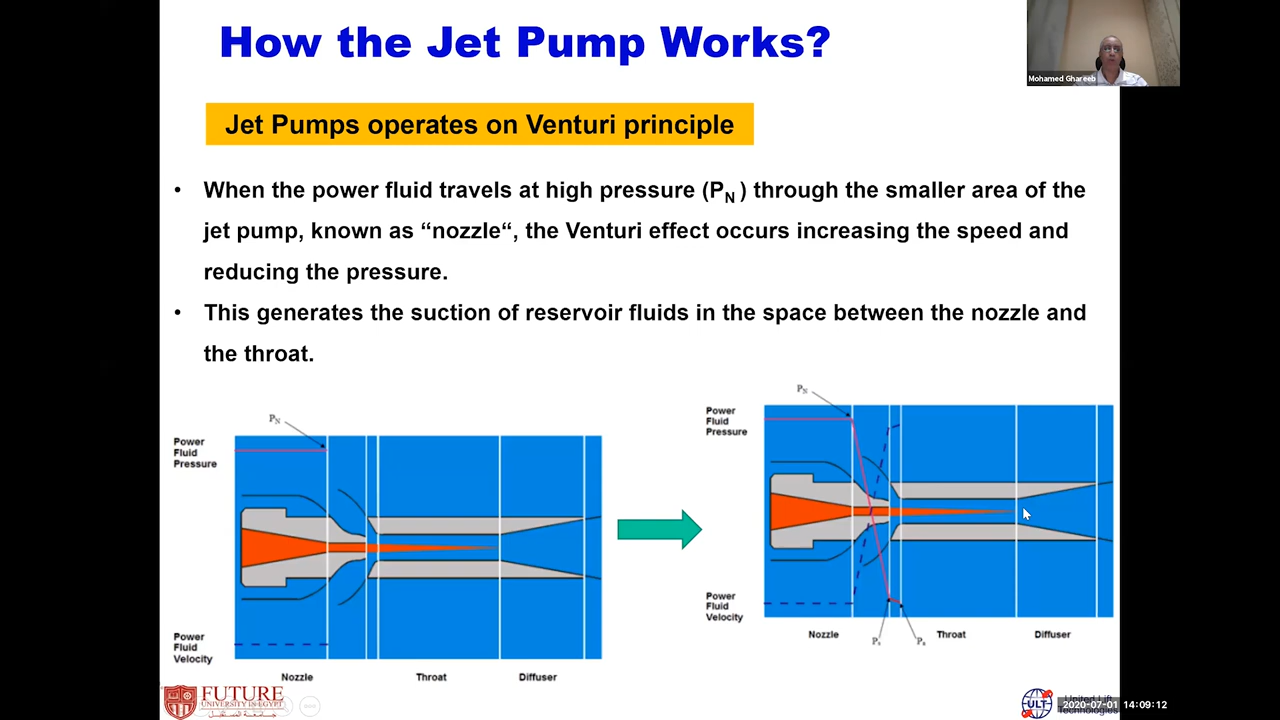 How the Jet Pump Works?
Mohamed Ghareeb
Jet Pumps operates on Venturi principle
• When the power fluid travels at high pressure (PN ) through the smaller area of the
jet pump, known as “nozzle“, the Venturi effect occurs increasing the speed and
reducing the pressure.
• This generates the suction of reservoir fluids in the space between the nozzle and
the throat.
PN
Power
Fluid
Pressure
Power
Fluid
Velocity
Nozzle
Throat
Diffuser
PN
Power
Fluid
Pressure
Power
Fluid
Velocity
Nozzle
Throat
Diffuser
FUTURE
UNIVERSITY IN EGYPT
ULT
United Lift
Technologies
2020-07-01 14:09:12